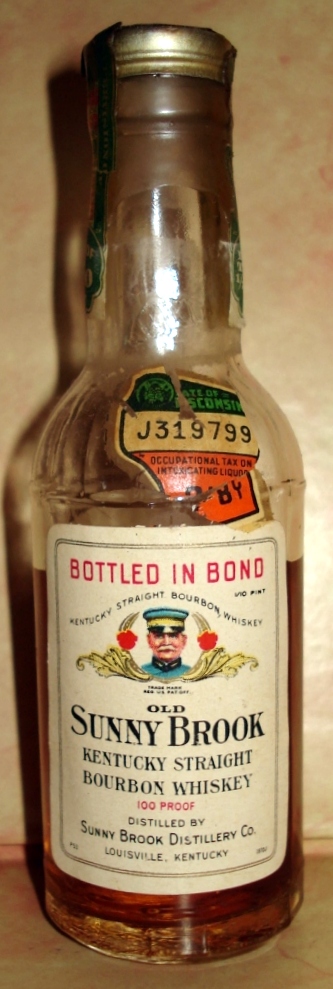 STATE OF
WISCONSIN
J319799
OCCUPATIONAL TAX ON
INTOXICATING LIQUOR
BOTTLED IN BOND
1/10 PINT
KENTUCKY STRAIGHT BOURBON WHISKEY
TRADE MARK
REG. U.S. PAT. OFF.
OLD
SUNNY BROOK
KENTUCKY STRAIGHT
BOURBON WHISKEY
100 PROOF
DISTILLED BY
SUNNY BROOK DISTILLERY CO.
LOUISVILLE, KENTUCKY